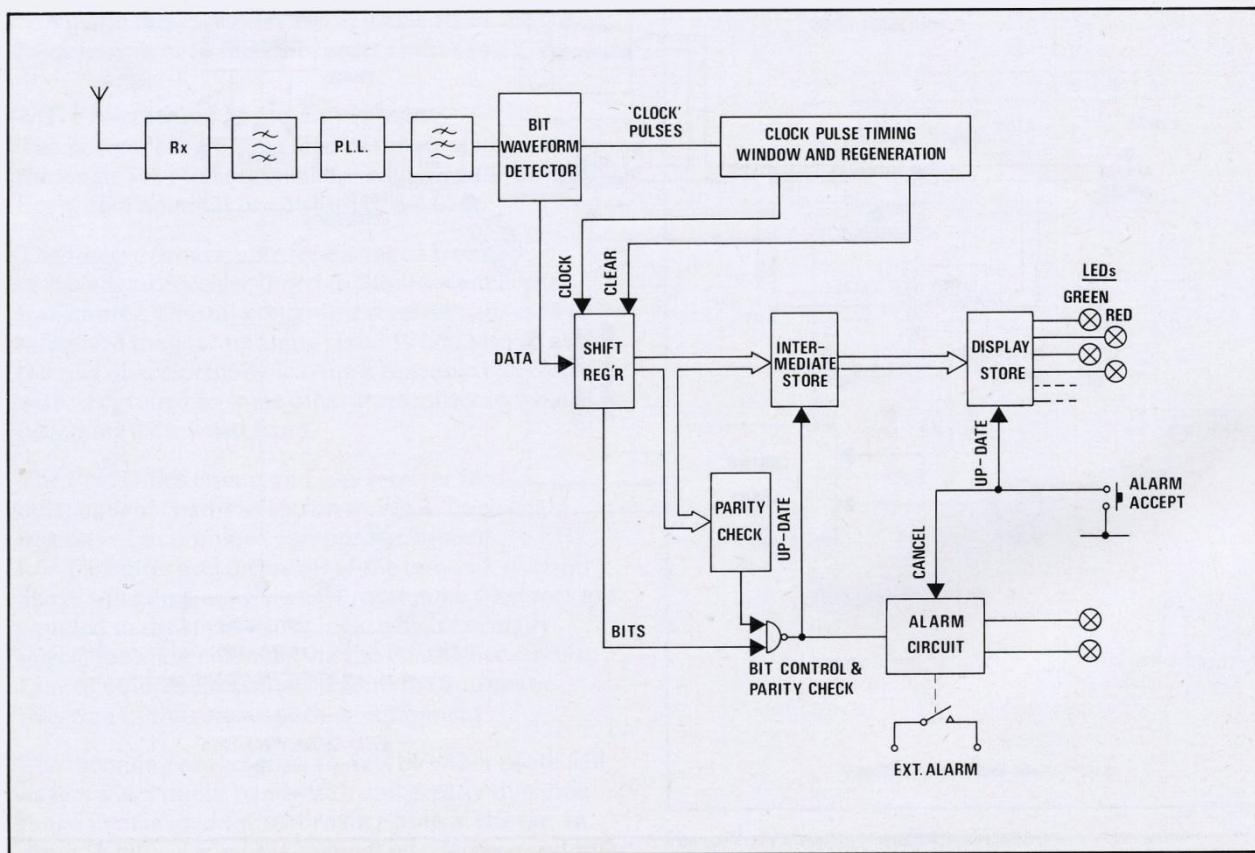 Rx
P.L.L.
BIT
WAVEFORM
DETECTOR
'CLOCK'
PULSES
CLOCK PULSE TIMING
WINDOW AND REGENERATION
CLOCK
CLEAR
DATA
SHIFT
REG'R
INTER-
MEDIATE
STORE
DISPLAY
STORE
LEDs
GREEN
RED
UP-DATE
PARITY
CHECK
UP-DATE
ALARM
ACCEPT
CANCEL
BITS
BIT CONTROL &
PARITY CHECK
ALARM
CIRCUIT
EXT. ALARM